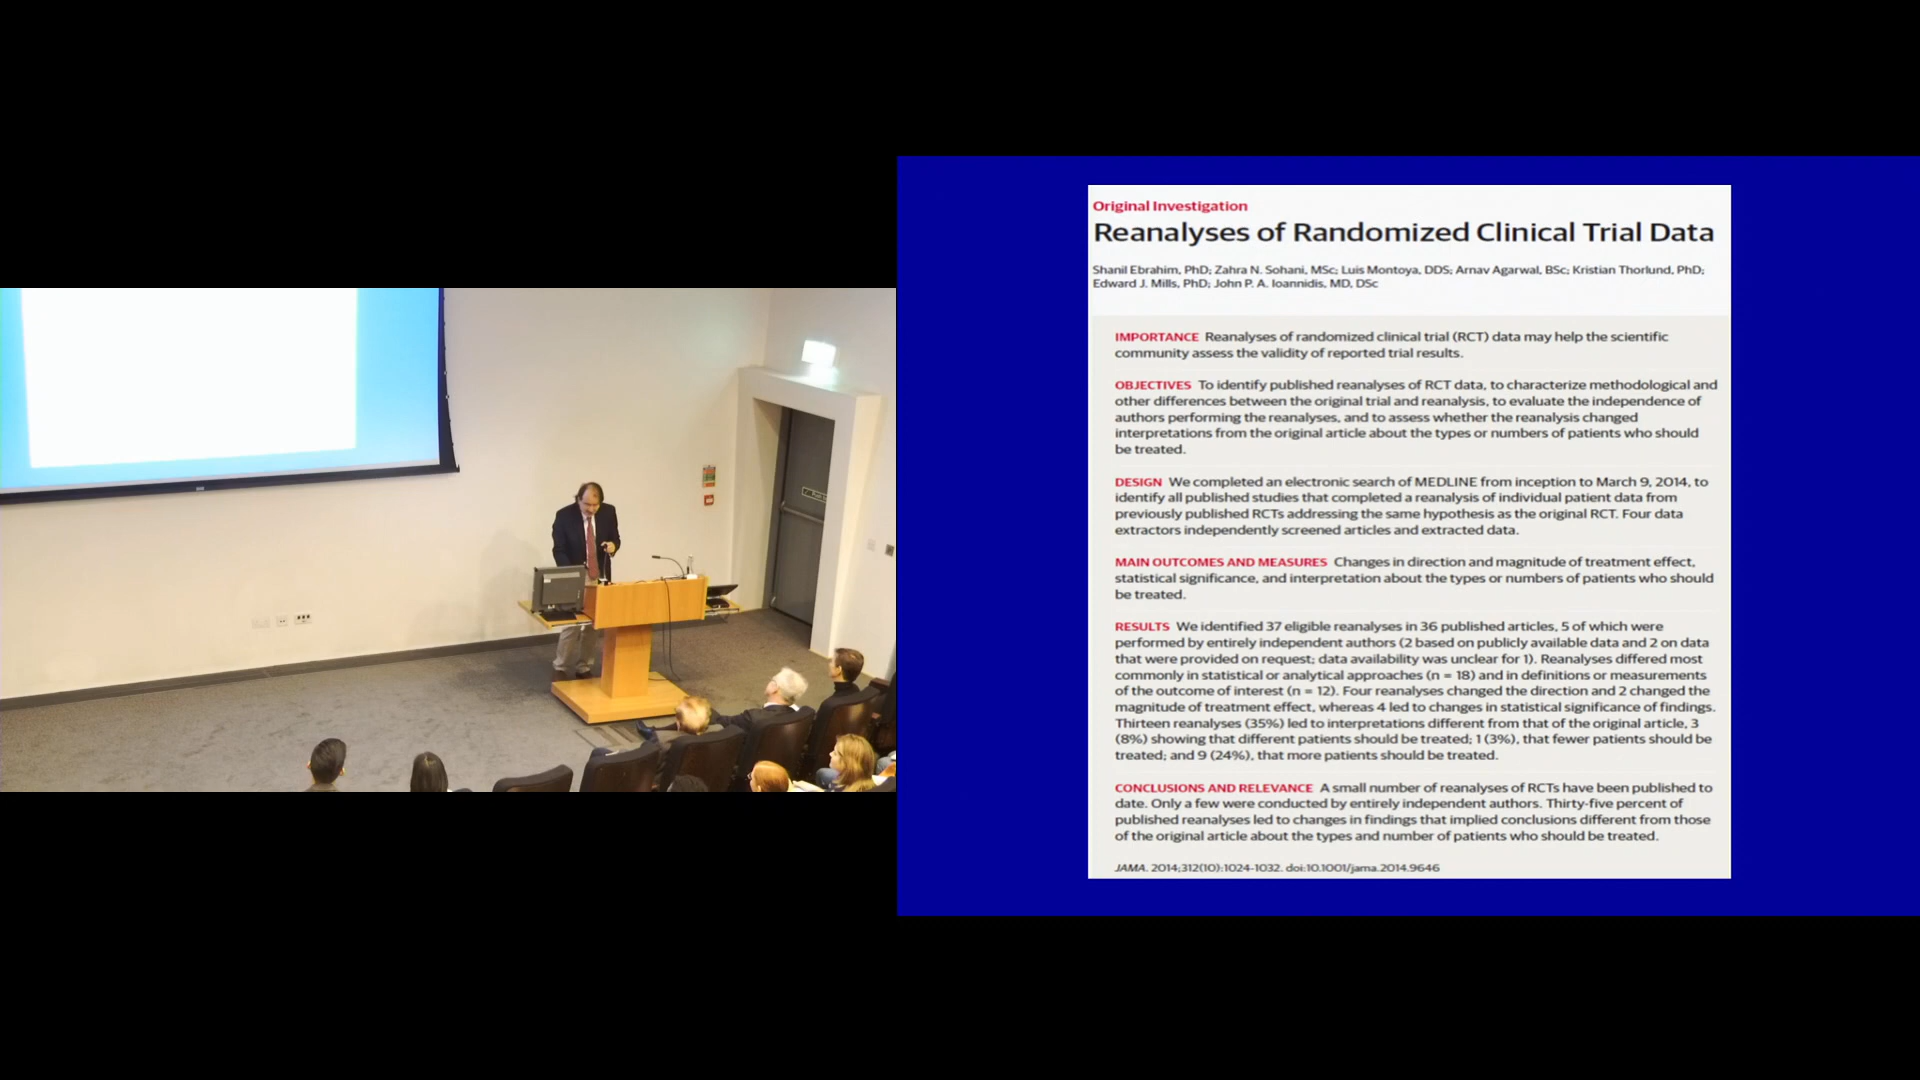 Original Investigation
Reanalyses of Randomized Clinical Trial Data
Shanil Ebrahim, PhD; Zahra N. Sohani, MSc; Luis Montoya, DDS; Arnav Agarwal, BSc; Kristian Thorlund, PhD;
Edward J. Mills, PhD; John P. A. Ioannidis, MD, DSc
IMPORTANCE Reanalyses of randomized clinical trial (RCT) data may help the scientific
community assess the validity of reported trial results.
OBJECTIVES To identify published reanalyses of RCT data, to characterize methodological and
other differences between the original trial and reanalysis, to evaluate the independence of
authors performing the reanalyses, and to assess whether the reanalysis changed
interpretations from the original article about the types or numbers of patients who should
be treated.
DESIGN We completed an electronic search of MEDLINE from inception to March 9, 2014, to
identify all published studies that completed a reanalysis of individual patient data from
previously published RCTs addressing the same hypothesis as the original RCT. Four data
extractors independently screened articles and extracted data.
MAIN OUTCOMES AND MEASURES Changes in direction and magnitude of treatment effect,
statistical significance, and interpretation about the types or numbers of patients who should
be treated.
RESULTS We identified 37 eligible reanalyses in 36 published articles, 5 of which were
performed by entirely independent authors (2 based on publicly available data and 2 on data
that were provided on request; data availability was unclear for 1). Reanalyses differed most
commonly in statistical or analytical approaches (n = 18) and in definitions or measurements
of the outcome of interest (n = 12). Four reanalyses changed the direction and 2 changed the
magnitude of treatment effect, whereas 4 led to changes in statistical significance of findings.
Thirteen reanalyses (35%) led to interpretations different from that of the original article, 3
(8%) showing that different patients should be treated; 1 (3%), that fewer patients should be
treated; and 9 (24%), that more patients should be treated.
CONCLUSIONS AND RELEVANCE A small number of reanalyses of RCTs have been published to
date. Only a few were conducted by entirely independent authors. Thirty-five percent of
published reanalyses led to changes in findings that implied conclusions different from those
of the original article about the types and number of patients who should be treated.
JAMA. 2014;312(10):1024-1032. doi:10.1001/jama.2014.9646